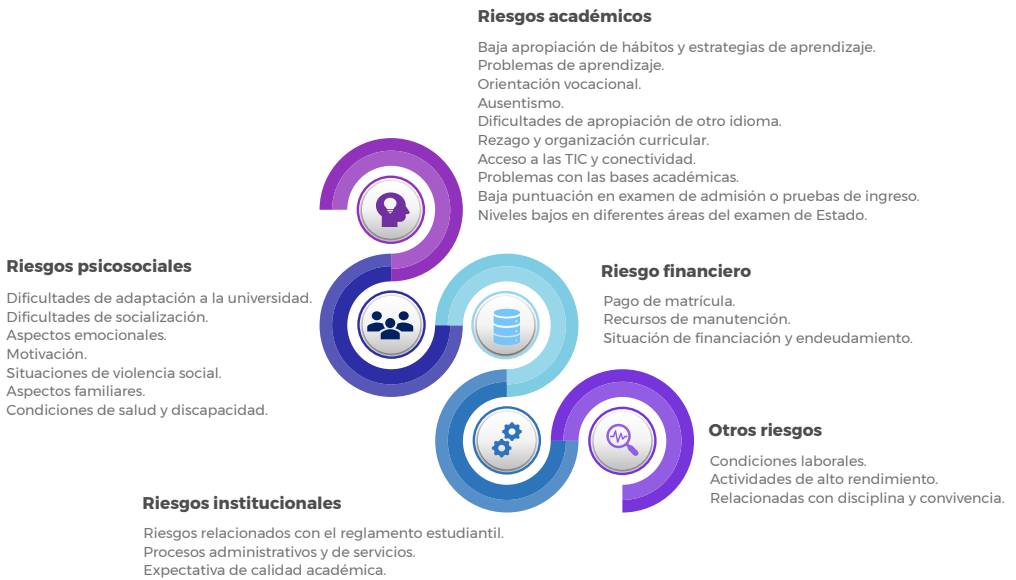 Riesgos académicos
Baja apropiación de hábitos y estrategias de aprendizaje.
Problemas de aprendizaje.
Orientación vocacional.
Ausentismo.
Dificultades de apropiación de otro idioma.
Rezago y organización curricular.
Acceso a las TIC y conectividad.
Problemas con las bases académicas.
Baja puntuación en examen de admisión o pruebas de ingreso.
Niveles bajos en diferentes áreas del examen de Estado.
Riesgos psicosociales
Dificultades de adaptación a la universidad.
Dificultades de socialización.
Aspectos emocionales.
Motivación.
Situaciones de violencia social.
Aspectos familiares.
Condiciones de salud y discapacidad.
Riesgo financiero
Pago de matrícula.
Recursos de manutención.
Situación de financiación y endeudamiento.
Otros riesgos
Condiciones laborales.
Actividades de alto rendimiento.
Relacionadas con disciplina y convivencia.
Riesgos institucionales
Riesgos relacionados con el reglamento estudiantil.
Procesos administrativos y de servicios.
Expectativa de calidad académica.